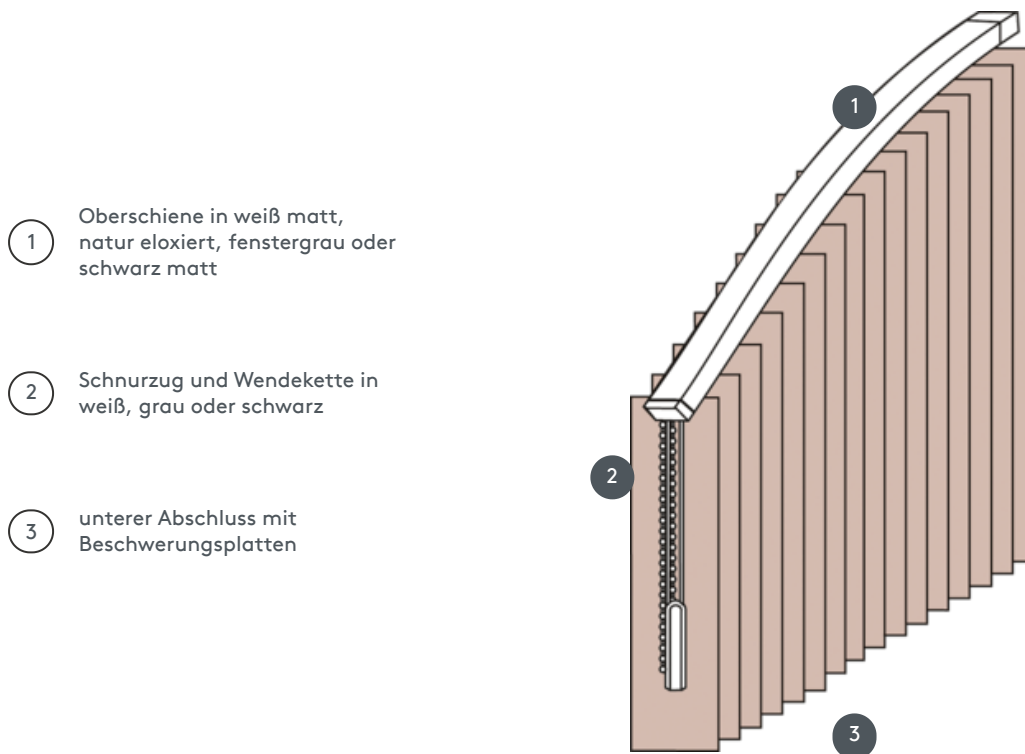 1
Oberschiene in weiß matt,
natur eloxiert, fenstergrau oder
schwarz matt
2
Schnurzug und Wendekette in
weiß, grau oder schwarz
3
unterer Abschluss mit
Beschwerungsplatten
1
2
3